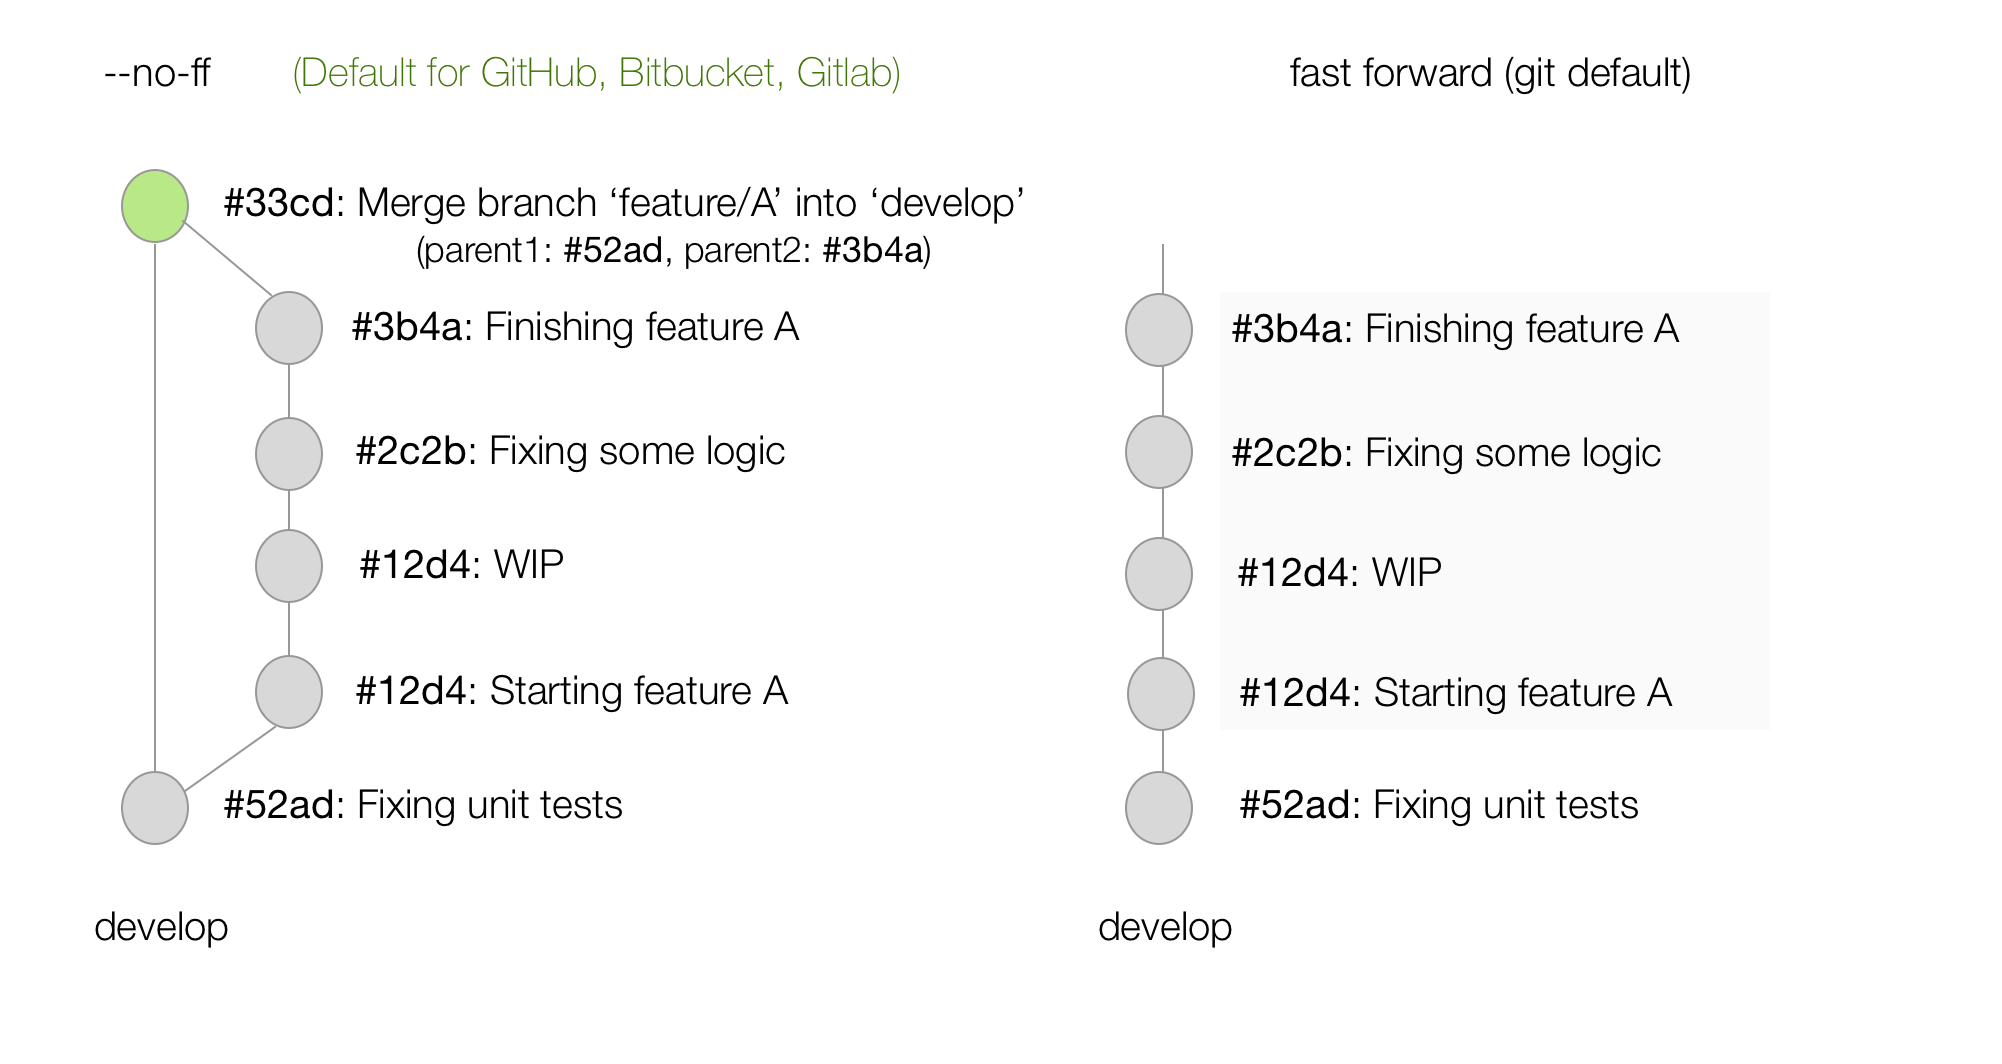 --no-ff (Default for GitHub, Bitbucket, Gitlab)
#33cd: Merge branch ‘feature/A’ into ‘develop’
(parent1: #52ad, parent2: #3b4a)
#3b4a: Finishing feature A
#2c2b: Fixing some logic
#12d4: WIP
#12d4: Starting feature A
#52ad: Fixing unit tests
develop
fast forward (git default)
#3b4a: Finishing feature A
#2c2b: Fixing some logic
#12d4: WIP
#12d4: Starting feature A
#52ad: Fixing unit tests
develop